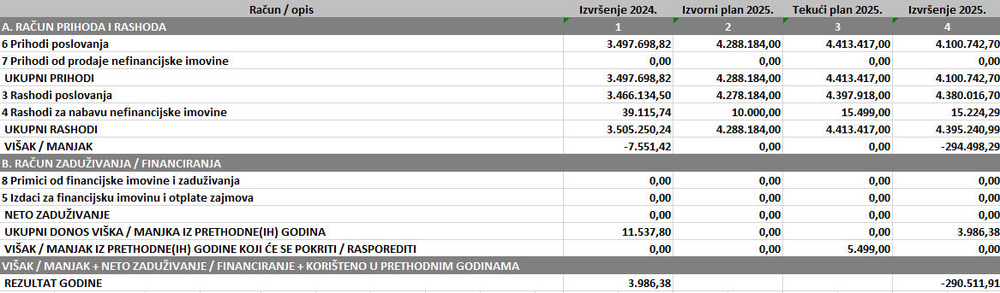 Račun / opis Izvršenje 2024. Izvorni plan 2025. Tekući plan 2025. Izvršenje 2025.
A. RAČUN PRIHODA I RASHODA 1 2 3 4
6 Prihodi poslovanja 3.497.698,82 4.288.184,00 4.413.417,00 4.100.742,70
7 Prihodi od prodaje nefinancijske imovine 0,00 0,00 0,00 0,00
UKUPNI PRIHODI 3.497.698,82 4.288.184,00 4.413.417,00 4.100.742,70
3 Rashodi poslovanja 3.466.134,50 4.278.184,00 4.397.918,00 4.380.016,70
4 Rashodi za nabavu nefinancijske imovine 39.115,74 10.000,00 15.499,00 15.224,29
UKUPNI RASHODI 3.505.250,24 4.288.184,00 4.413.417,00 4.395.240,99
VIŠAK / MANJAK -7.551,42 0,00 0,00 -294.498,29
B. RAČUN ZADUŽIVANJA / FINANCIRANJA
8 Primici od financijske imovine i zaduživanja 0,00 0,00 0,00 0,00
5 Izdaci za financijsku imovinu i otplate zajmova 0,00 0,00 0,00 0,00
NETO ZADUŽIVANJE 0,00 0,00 0,00 0,00
UKUPNI DONOS VIŠKA / MANJKA IZ PRETHODNE(IH) GODINA 11.537,80 0,00 0,00 3.986,38
VIŠAK / MANJAK IZ PRETHODNE(IH) GODINE KOJI ĆE SE POKRITI / RASPOREDITI 0,00 0,00 5.499,00 0,00
VIŠAK / MANJAK + NETO ZADUŽIVANJE / FINANCIRANJE + KORIŠTENO U PRETHODNIM GODINAMA
REZULTAT GODINE 3.986,38 -290.511,91